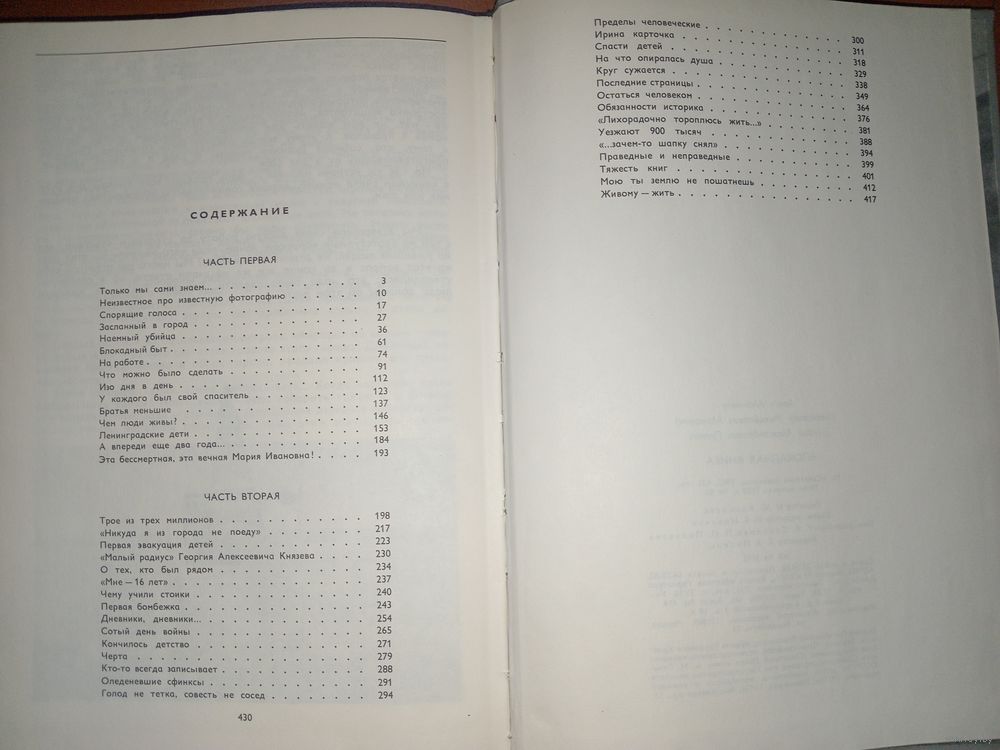 СОДЕРЖАНИЕ
ЧАСТЬ ПЕРВАЯ
Только мы сами знаем... 3
Неизвестное про известную фотографию 10
Спорящие голоса 17
Засланный в город 27
Наемный убийца 36
Блокадный быт 61
На работе 74
Что можно было сделать 91
Изо дня в день 112
У каждого был свой спаситель 123
Братья меньшие 137
Чем люди живы? 146
Ленинградские дети 153
А впереди еще два года... 184
Эта бессмертная, эта вечная Мария Ивановна! 193
ЧАСТЬ ВТОРАЯ
Трое из трех миллионов 198
«Никуда я из города не поеду» 217
Первая эвакуация детей 223
«Малый радиус» Георгия Алексеевича Князева 230
О тех, кто был рядом 234
«Мне — 16 лет» 237
Чему учили стоики 240
Первая бомбежка 243
Дневники, дневники... 254
Сотый день войны 265
Кончилось детство 271
Черта 279
Кто-то всегда записывает 288
Оледеневшие сфинксы 291
Голод не тетка, совесть не сосед 294
430
Пределы человеческие 300
Ирина карточка 311
Спасти детей 318
На что опиралась душа 329
Круг сужается 338
Последние страницы 349
Остаться человеком 364
Обязанности историка 376
«Лихорадочно тороплюсь жить...» 381
Уезжают 900 тысяч 388
«...зачем-то шапку снял» 394
Праведные и неправедные 399
Тяжесть книг 401
Мою ты землю не пошатнешь 412
Живому — жить 417